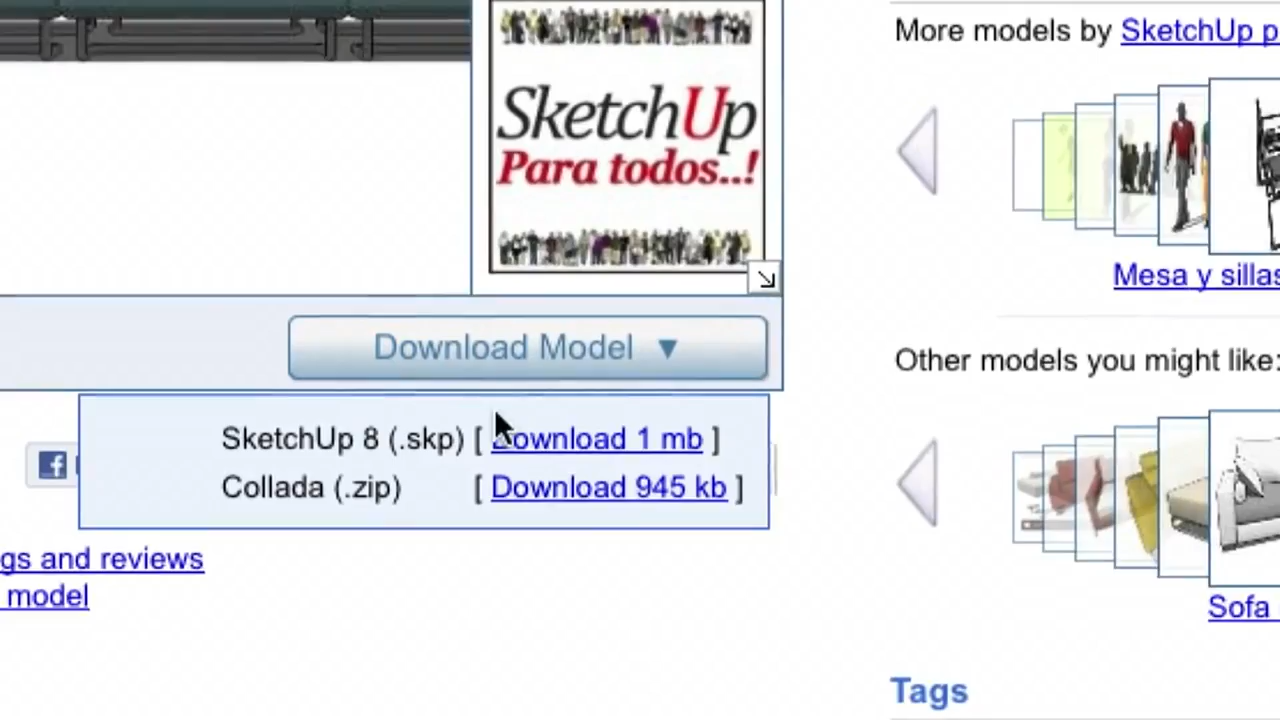 SketchUp
Para todos..!
Download Model ▼
SketchUp 8 (.skp) [ Download 1 mb ]
Collada (.zip) [ Download 945 kb ]
gs and reviews
model
More models by SketchUp p
Mesa y sillas
Other models you might like:
Sofa
Tags